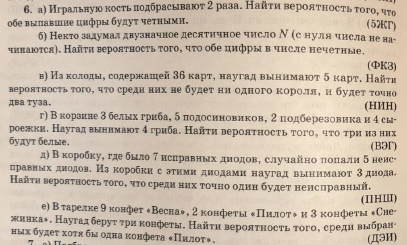 6. а) Игральную кость подбрасывают 2 раза. Найти вероятность того, что
обе выпавшие цифры будут четными. (5ЖГ)
б) Некто задумал двузначное десятичное число N (с нуля числа не на-
чинаются). Найти вероятность того, что обе цифры в числе нечетные.
(ФКЗ)
в) Из колоды, содержащей 36 карт, наугад вынимают 5 карт. Найти
вероятность того, что среди них не будет ни одного короля, и будет точно
два туза. (НИН)
г) В корзине 3 белых гриба, 5 подосиновиков, 2 подберезовика и 4 сы-
роежки. Наугад вынимают 4 гриба. Найти вероятность того, что три из них
будут белые. (ВЭГ)
д) В коробку, где было 7 исправных диодов, случайно попали 5 неис-
правных диодов. Из коробки с этими диодами наугад вынимают 3 диода.
Найти вероятность того, что среди них точно один будет неисправный.
(ПНШ)
е) В тарелке 9 конфет «Весна», 2 конфеты «Пилот» и 3 конфеты «Сне-
жинка». Наугад берут три конфеты. Найти вероятность того, среди выбран-
ных будет хотя бы одна конфета «Пилот». (ДЭИ)